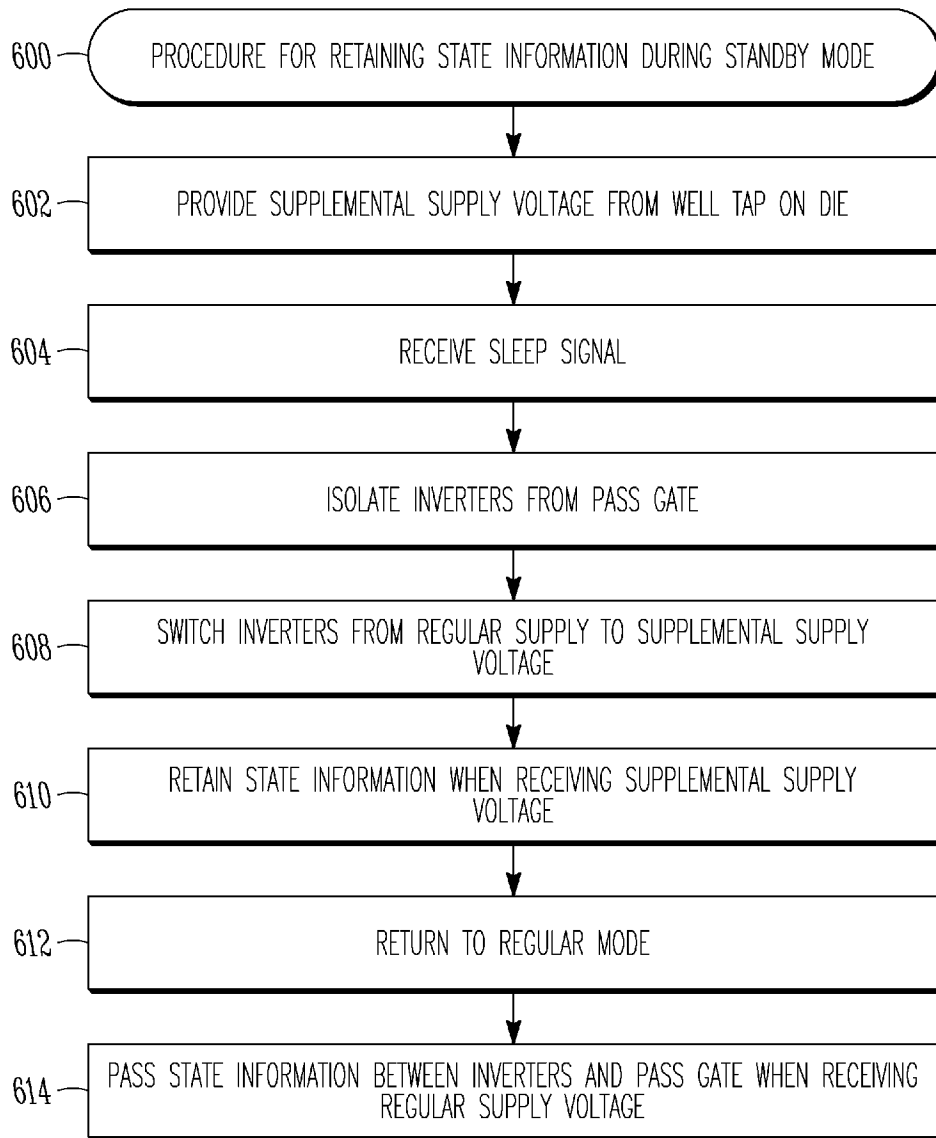 600
PROCEDURE FOR RETAINING STATE INFORMATION DURING STANDBY MODE
602
PROVIDE SUPPLEMENTAL SUPPLY VOLTAGE FROM WELL TAP ON DIE
604
RECEIVE SLEEP SIGNAL
606
ISOLATE INVERTERS FROM PASS GATE
608
SWITCH INVERTERS FROM REGULAR SUPPLY TO SUPPLEMENTAL SUPPLY
VOLTAGE
610
RETAIN STATE INFORMATION WHEN RECEIVING SUPPLEMENTAL SUPPLY
VOLTAGE
612
RETURN TO REGULAR MODE
614
PASS STATE INFORMATION BETWEEN INVERTERS AND PASS GATE WHEN RECEIVING
REGULAR SUPPLY VOLTAGE